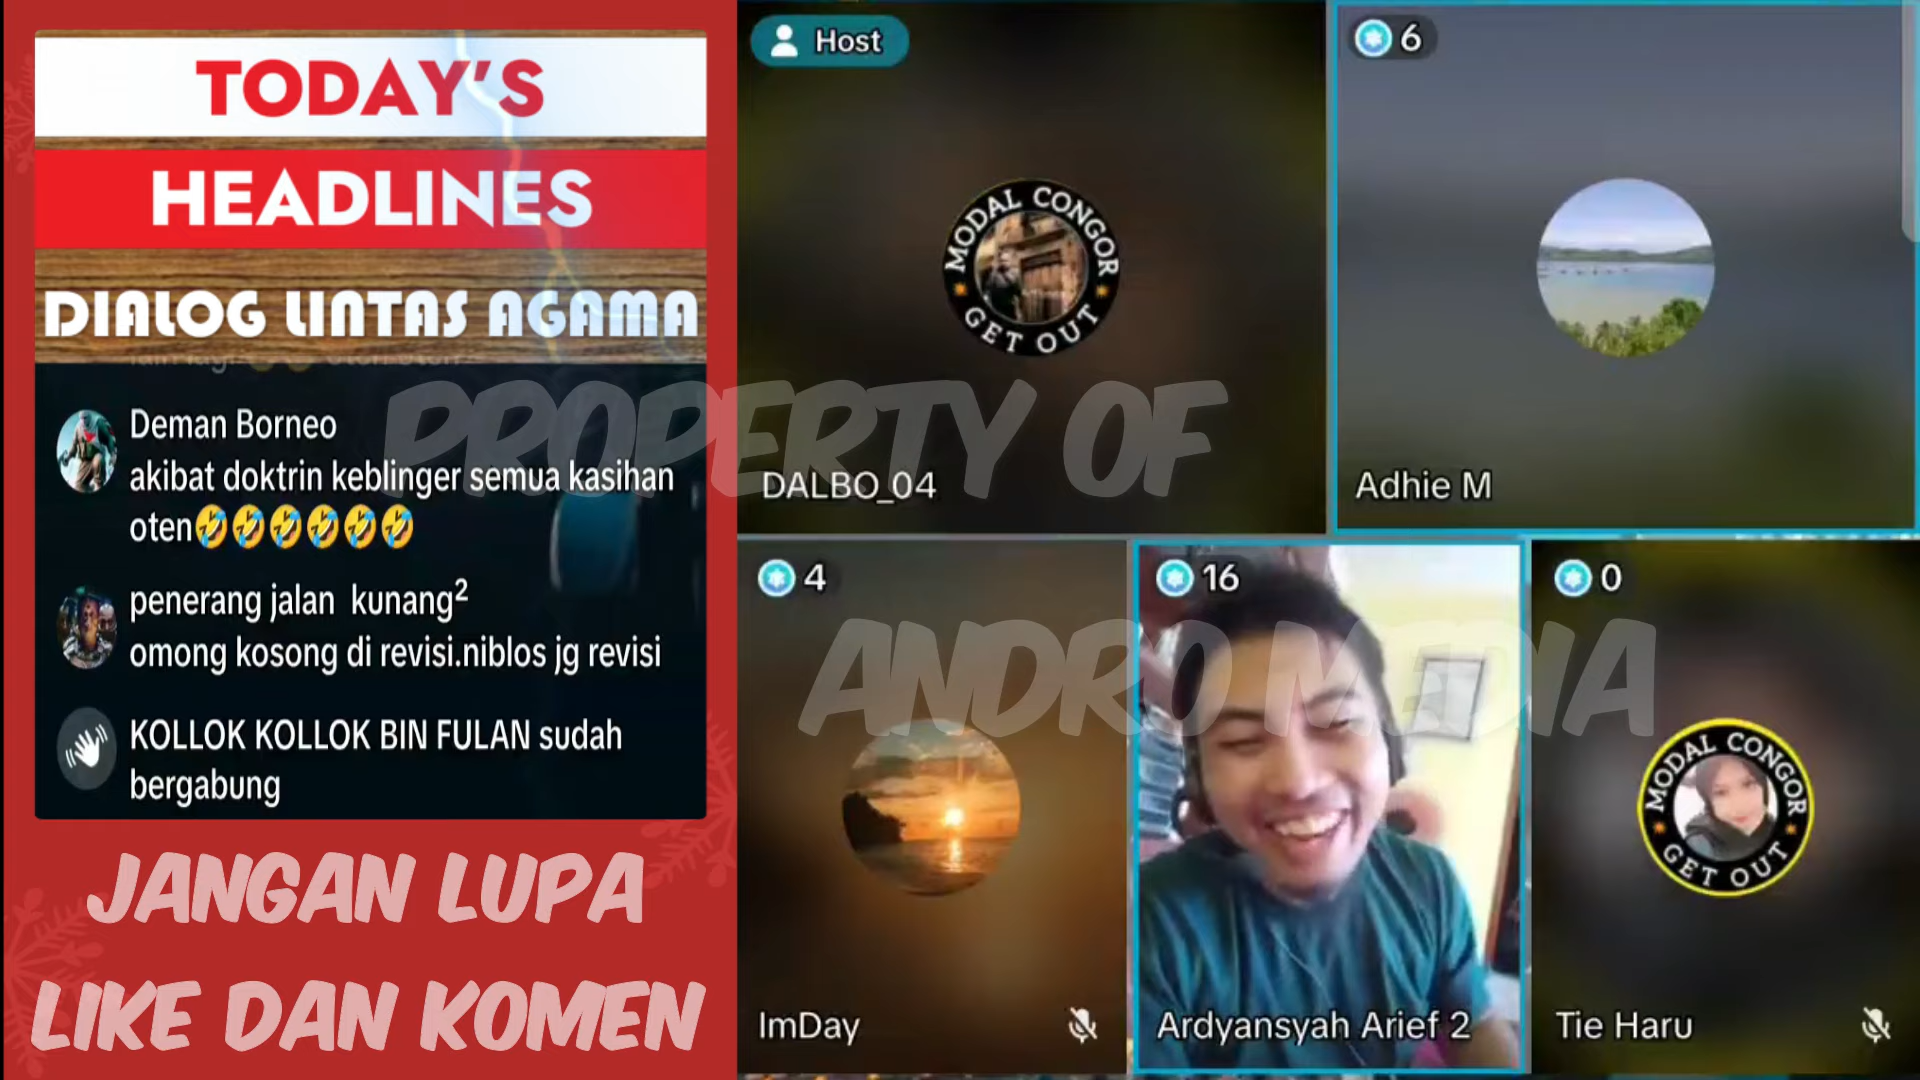 TODAY'S
HEADLINES
DIALOG LINTAS AGAMA
Deman Borneo
akibat doktrin keblinger semua kasihan
oten🤣🤣🤣🤣🤣🤣
penerang jalan kunang²
omong kosong di revisi.niblos jg revisi
KOLLOK KOLLOK BIN FULAN sudah
bergabung
JANGAN LUPA
LIKE DAN KOMEN
PROPERTY OF
ANDRO MEDIA
Host
MODAL CONGOR
GET OUT
DALBO_04
6
Adhie M
4
ImDay
16
Ardyansyah Arief 2
0
MODAL CONGOR
GET OUT
Tie Haru